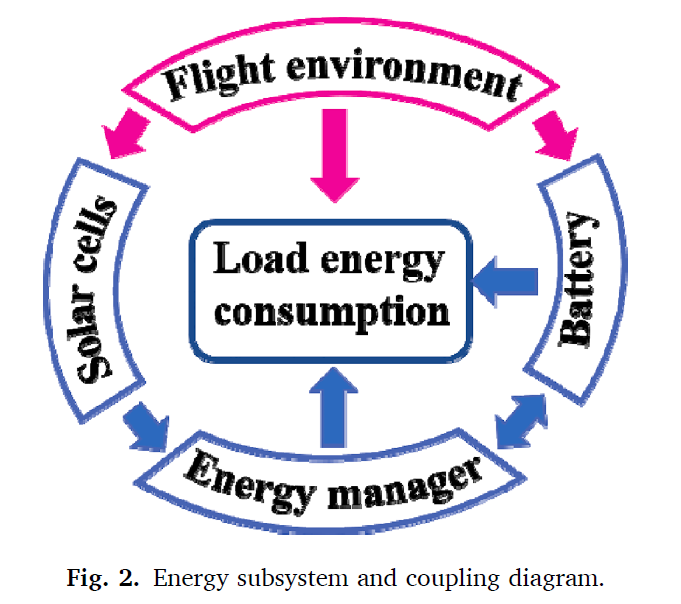 Flight environment
Solar cells
Load energy
consumption
Battery
Energy manager
Fig. 2. Energy subsystem and coupling diagram.